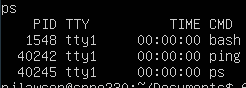 ps
PID TTY TIME CMD
1548 tty1 00:00:00 bash
40242 tty1 00:00:00 ping
40245 tty1 00:00:00 ps